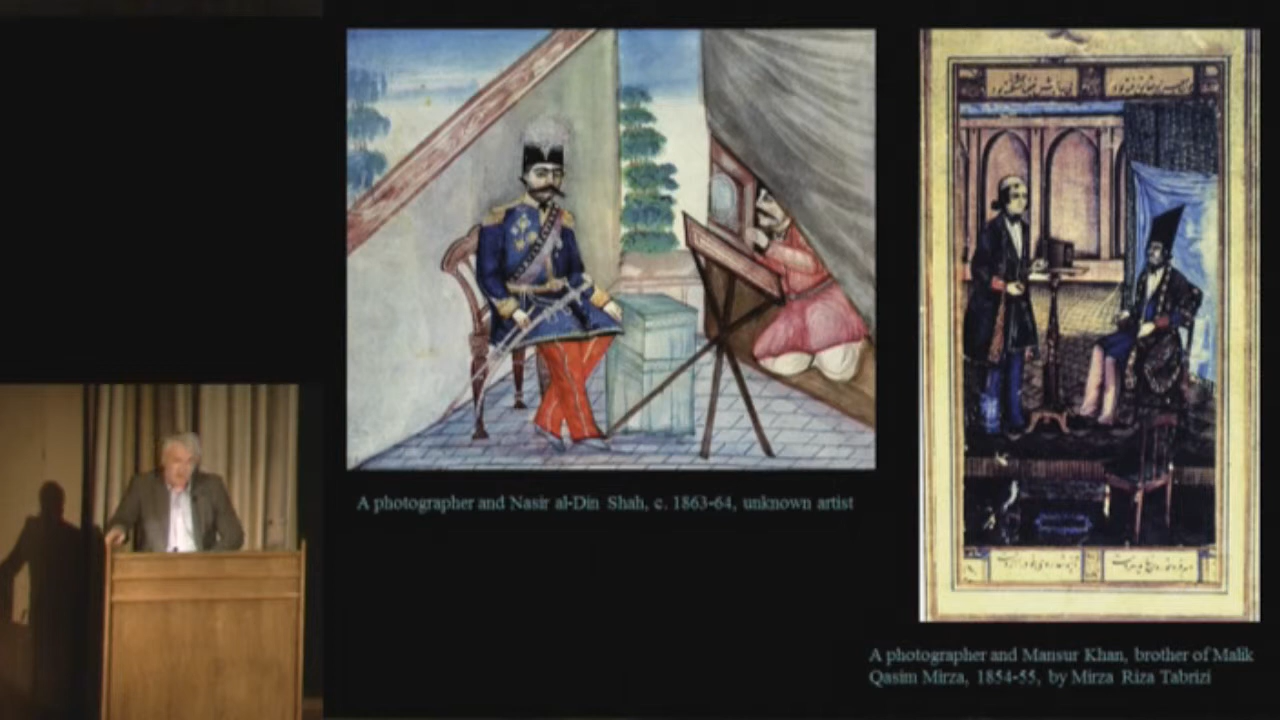 A photographer and Nasir al-Din Shah, c. 1863-64, unknown artist
A photographer and Mansur Khan, brother of Malik
Qasim Mirza, 1854-55, by Mirza Riza Tabrizi